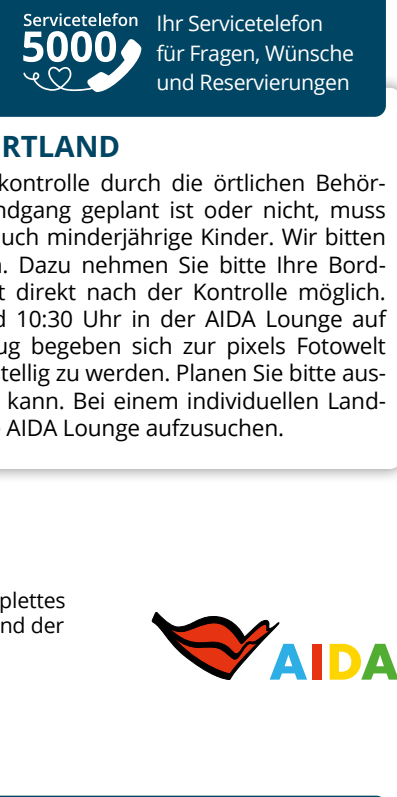 Servicetelefon
5000
Ihr Servicetelefon
für Fragen, Wünsche
und Reservierungen
RTLAND
kontrolle durch die örtlichen Behör-
ndgang geplant ist oder nicht, muss
uch minderjährige Kinder. Wir bitten
. Dazu nehmen Sie bitte Ihre Bord-
t direkt nach der Kontrolle möglich.
d 10:30 Uhr in der AIDA Lounge auf
ug begeben sich zur pixels Fotowelt
tellig zu werden. Planen Sie bitte aus-
kann. Bei einem individuellen Land-
AIDA Lounge aufzusuchen.
plettes
nd der
AIDA